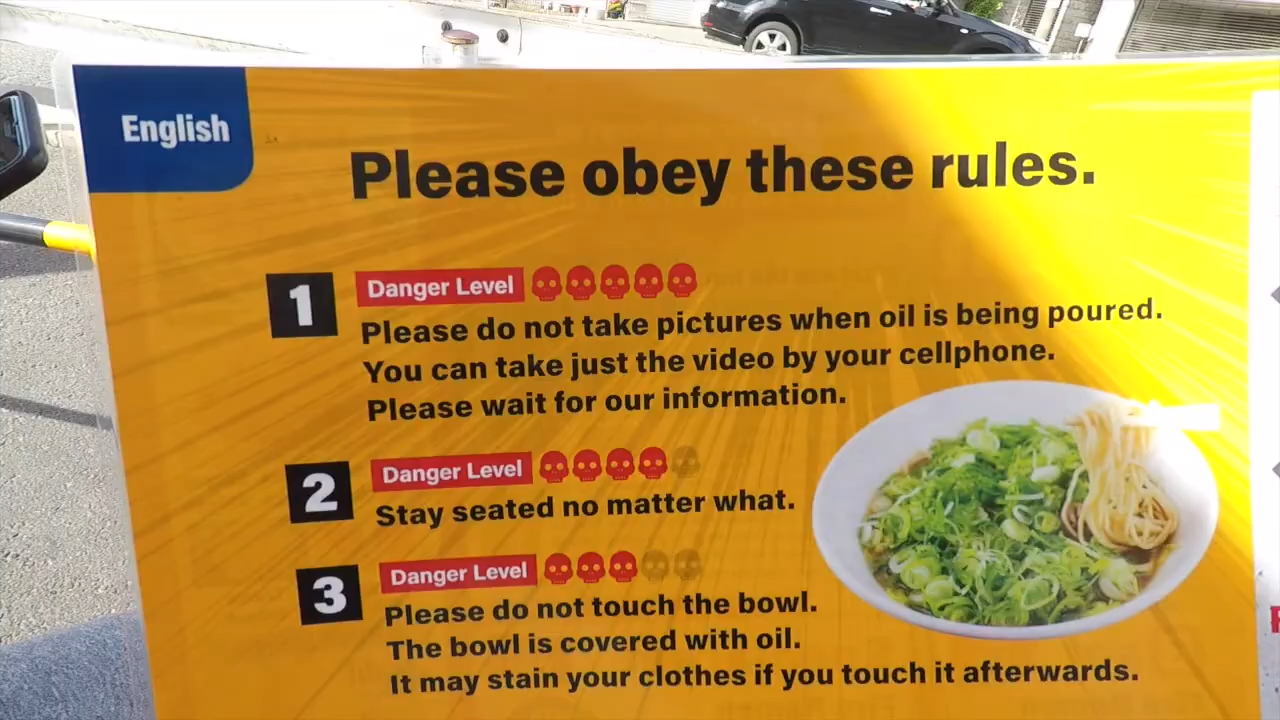 English
Please obey these rules.
1
Danger Level
Please do not take pictures when oil is being poured.
You can take just the video by your cellphone.
Please wait for our information.
2
Danger Level
Stay seated no matter what.
3
Danger Level
Please do not touch the bowl.
The bowl is covered with oil.
It may stain your clothes if you touch it afterwards.